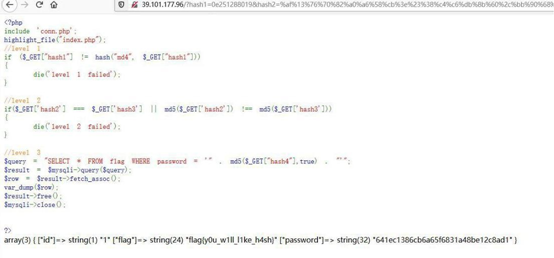 39.101.177.96/?hash1=0e251288019&hash2=%af%13%76%70%82%a0%a6%58%cb%3e%23%38%c4%c6%db%8b%60%2c%bb%90%68%
<?php
include 'conn.php';
highlight_file("index.php");
//level 1
if ($_GET["hash1"] != hash("md4", $_GET["hash1"]))
{
die('level 1 failed');
}
//level 2
if($_GET['hash2'] === $_GET['hash3'] || md5($_GET['hash2']) !== md5($_GET['hash3']))
{
die('level 2 failed');
}
//level 3
$query = "SELECT * FROM flag WHERE password = '" . md5($_GET["hash4"],true) . "'";
$result = $mysqli->query($query);
$row = $result->fetch_assoc();
var_dump($row);
$result->free();
$mysqli->close();
?>
array(3) { ["id"]=> string(1) "1" ["flag"]=> string(24) "flag{y0u_w1ll_l1ke_h4sh}" ["password"]=> string(32) "641ec1386cb6a65f6831a48be12c8ad1" }